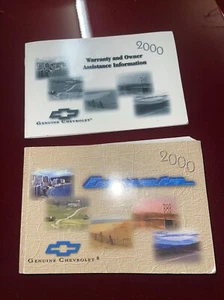 2000
Warranty and Owner
Assistance Information
GENUINE CHEVROLET®
2000
GENUINE CHEVROLET®